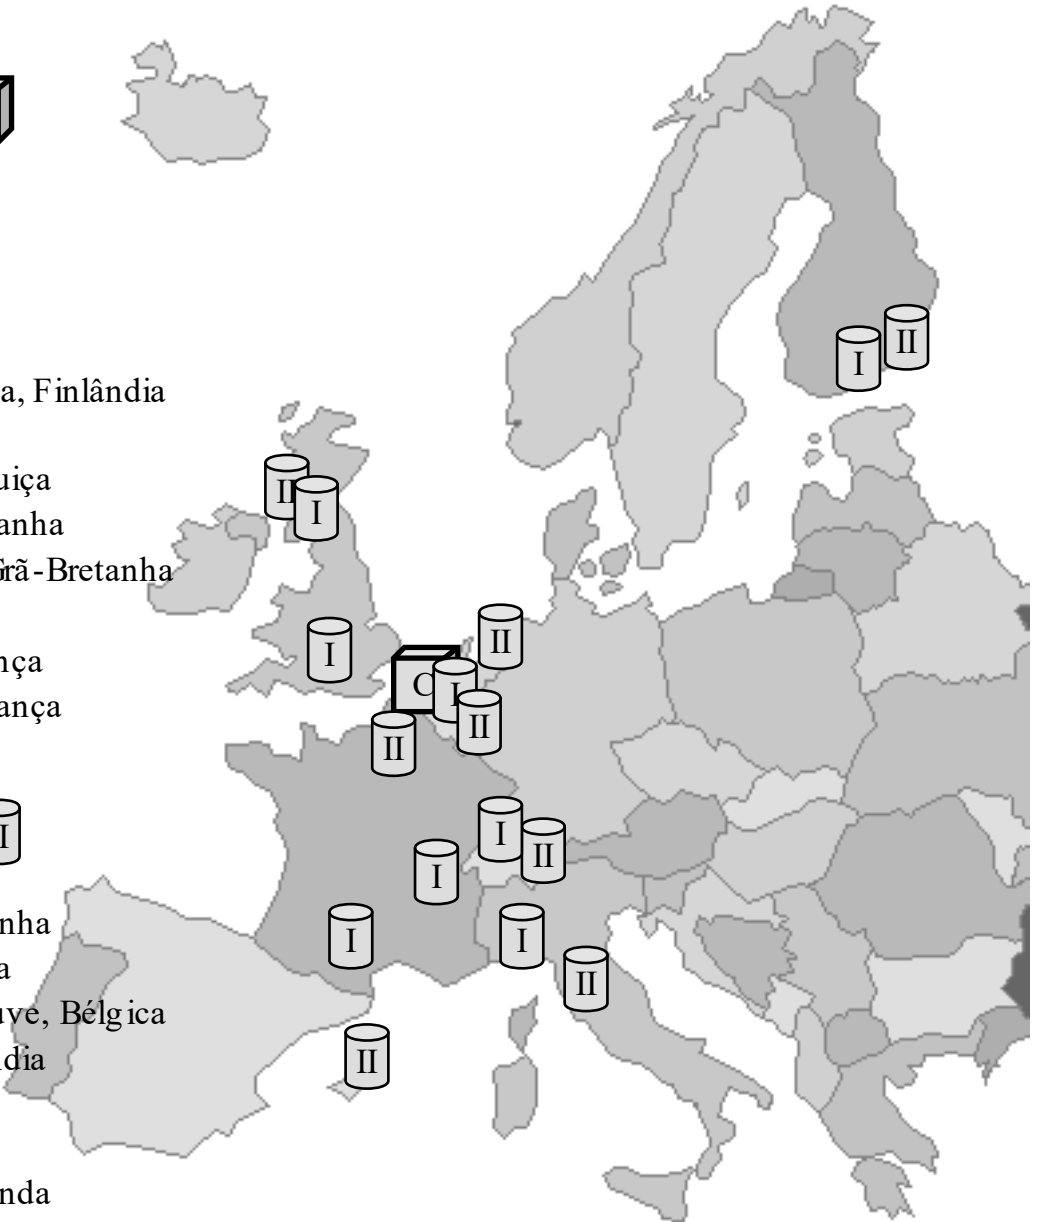 a, Finlândia
uiça
anha
Grã-Bretanha
nça
ança
I
nha
a
uve, Bélgica
dia
nda
II
I
II
I
I
II
C
I
II
II
I
II
I
I
I
II
II